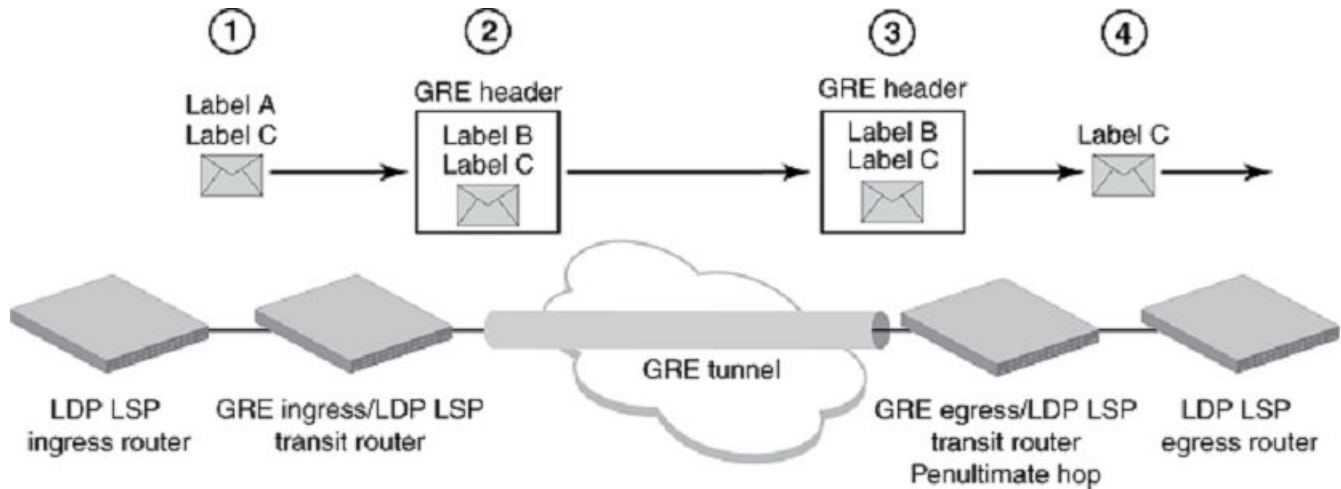 1
2
3
4
Label A
Label C
GRE header
Label B
Label C
GRE header
Label B
Label C
Label C
GRE tunnel
LDP LSP
ingress router
GRE ingress/LDP LSP
transit router
GRE egress/LDP LSP
transit router
Penultimate hop
LDP LSP
egress router